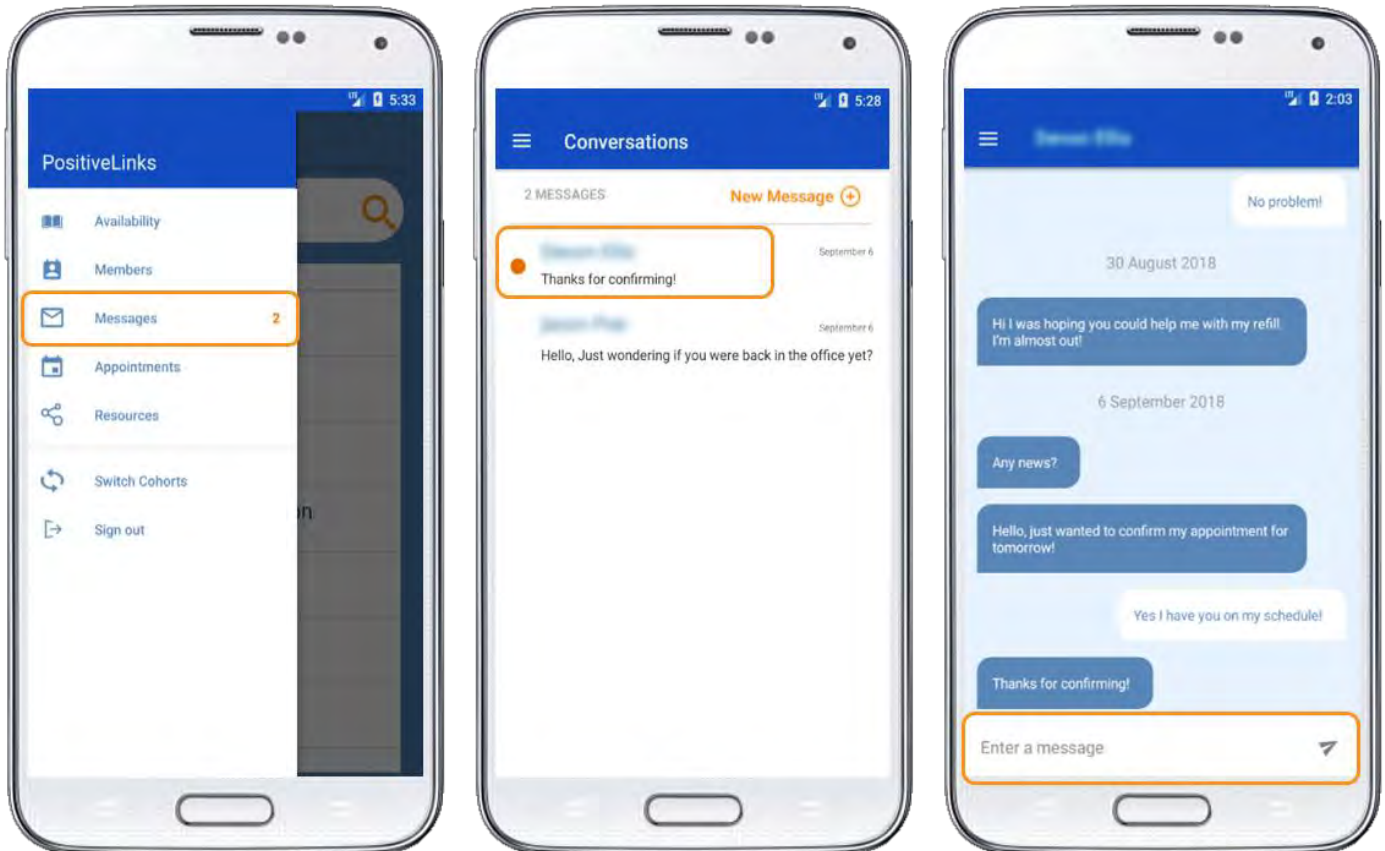 LTE 5:33
PositiveLinks
Availability
Members
Messages 2
Appointments
Resources
Switch Cohorts
Sign out
LTE 5:28
Conversations
2 MESSAGES New Message
September 6
Thanks for confirming!
September 6
Hello, Just wondering if you were back in the office yet?
LTE 2:03
No problem!
30 August 2018
Hi I was hoping you could help me with my refill.
I'm almost out!
6 September 2018
Any news?
Hello, just wanted to confirm my appointment for
tomorrow!
Yes I have you on my schedule!
Thanks for confirming!
Enter a message